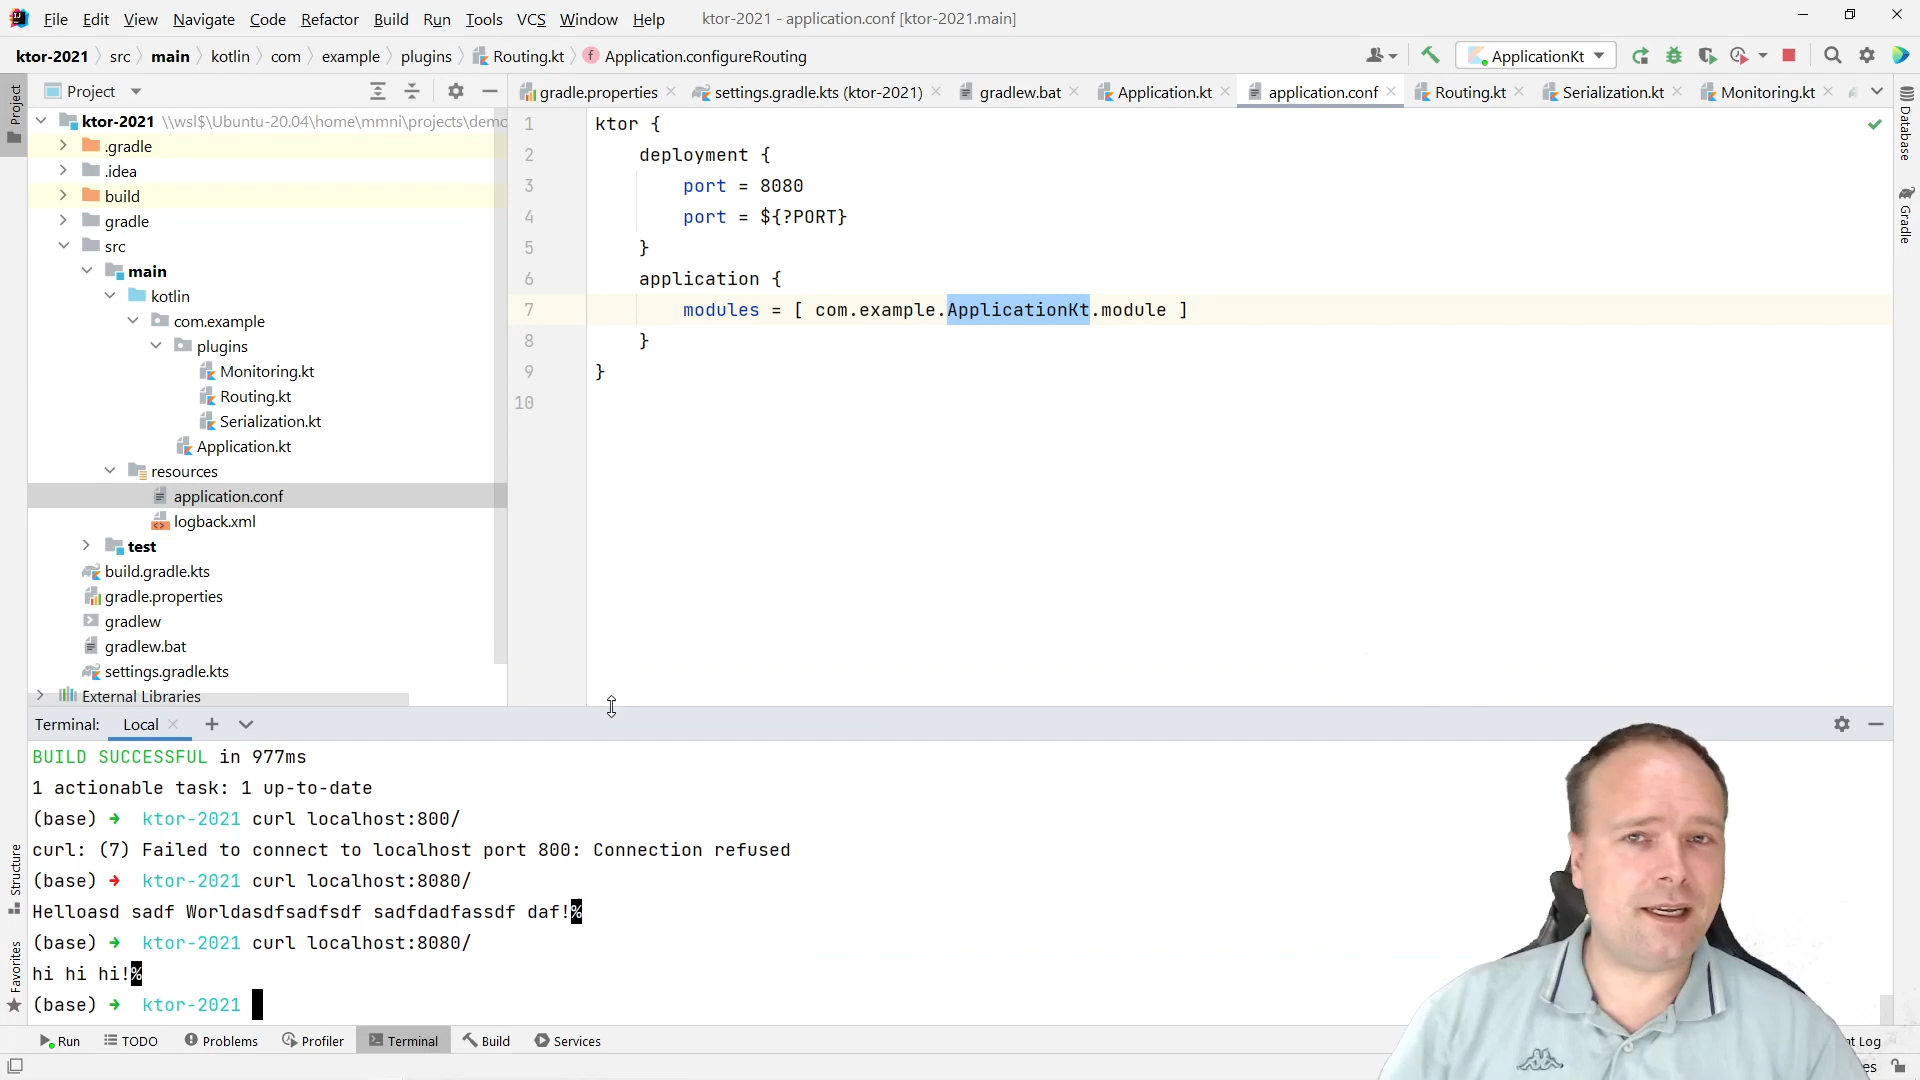 File Edit View Navigate Code Refactor Build Run Tools VCS Window Help ktor-2021 - application.conf [ktor-2021.main]
ktor-2021 src main kotlin com example plugins Routing.kt Application.configureRouting ApplicationKt
Project
gradle.properties settings.gradle.kts (ktor-2021) gradlew.bat Application.kt application.conf Routing.kt Serialization.kt Monitoring.kt
Project
Structure
Favorites
Database
Gradle
ktor-2021 \\wsl$\Ubuntu-20.04\home\mmni\projects\demo
.gradle
.idea
build
gradle
src
main
kotlin
com.example
plugins
Monitoring.kt
Routing.kt
Serialization.kt
Application.kt
resources
application.conf
logback.xml
test
build.gradle.kts
gradle.properties
gradlew
gradlew.bat
settings.gradle.kts
External Libraries
1 ktor {
2 deployment {
3 port = 8080
4 port = ${?PORT}
5 }
6 application {
7 modules = [ com.example.ApplicationKt.module ]
8 }
9 }
10
Terminal: Local
BUILD SUCCESSFUL in 977ms
1 actionable task: 1 up-to-date
(base) ➜ ktor-2021 curl localhost:800/
curl: (7) Failed to connect to localhost port 800: Connection refused
(base) ➜ ktor-2021 curl localhost:8080/
Helloasd sadf Worldasdfsadfsdf sadfdadfassdf daf!%
(base) ➜ ktor-2021 curl localhost:8080/
hi hi hi!%
(base) ➜ ktor-2021
Run TODO Problems Profiler Terminal Build Services Log